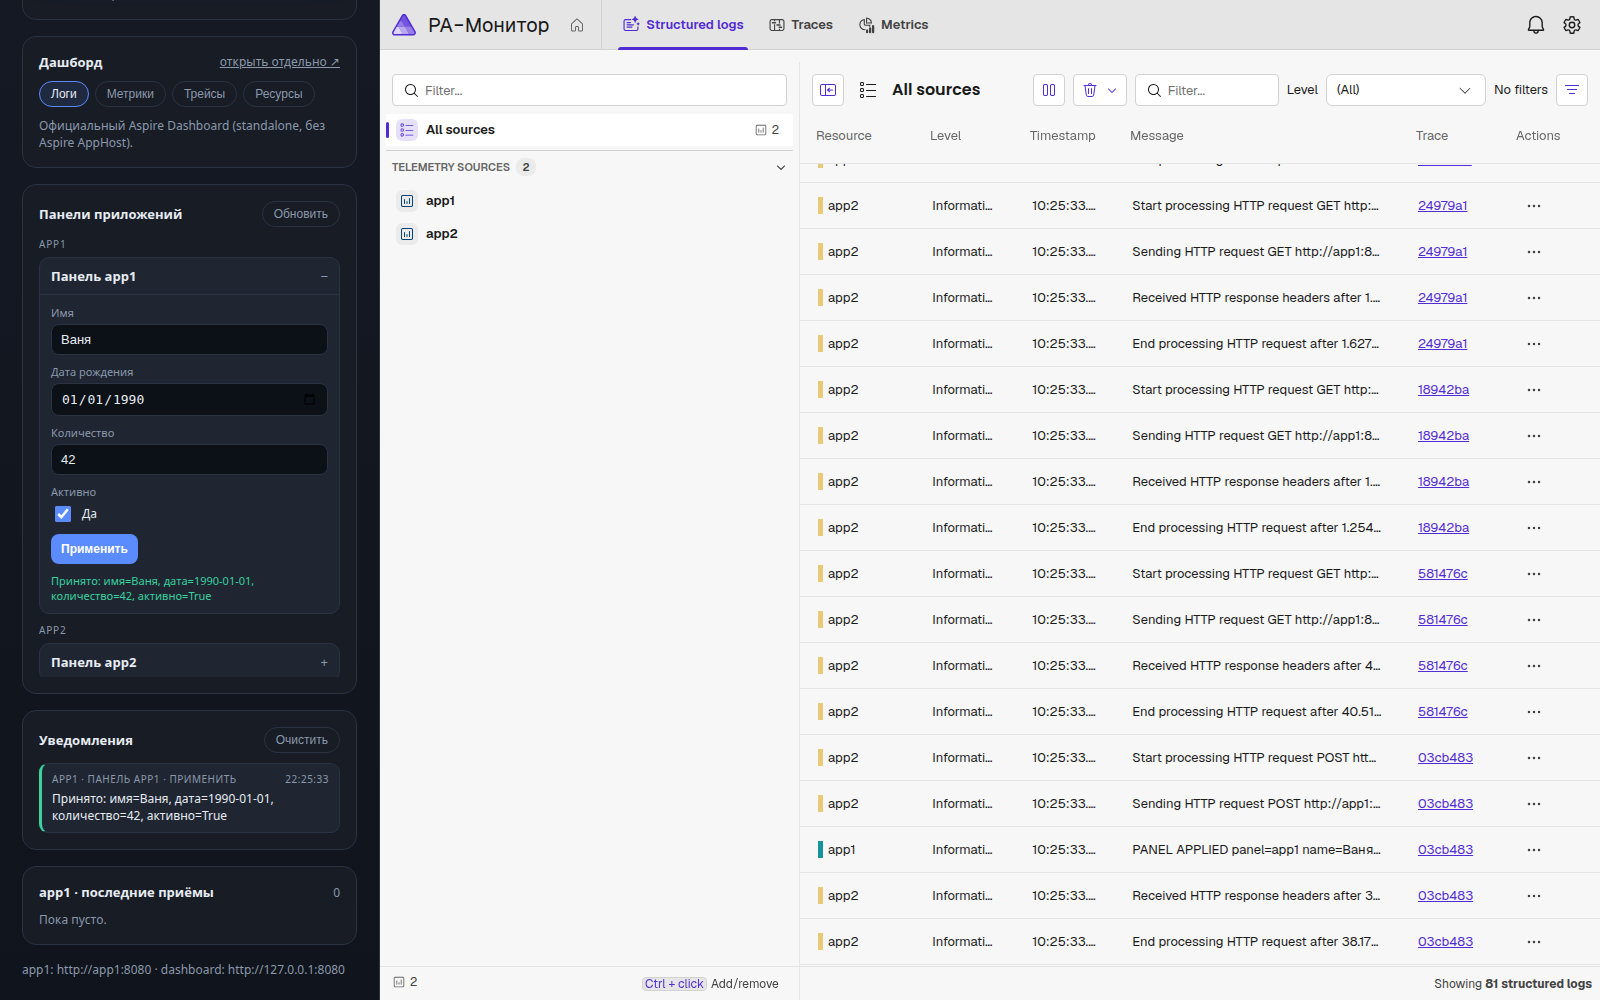 Дашборд
открыть отдельно ↗
Логи
Метрики
Трейсы
Ресурсы
Официальный Aspire Dashboard (standalone, без
Aspire AppHost).
Панели приложений
Обновить
APP1
Панель app1
−
Имя
Ваня
Дата рождения
01/01/1990
Количество
42
Активно
Да
Применить
Принято: имя=Ваня, дата=1990-01-01,
количество=42, активно=True
APP2
Панель app2
+
Уведомления
Очистить
APP1 · ПАНЕЛЬ APP1 · ПРИМЕНИТЬ
22:25:33
Принято: имя=Ваня, дата=1990-01-01,
количество=42, активно=True
app1 · последние приёмы
0
Пока пусто.
app1: http://app1:8080 · dashboard: http://127.0.0.1:8080
РА-Монитор
Structured logs
Traces
Metrics
Filter...
All sources
2
TELEMETRY SOURCES 2
app1
app2
2
Ctrl + click Add/remove
All sources
Filter...
Level
(All)
No filters
Resource Level Timestamp Message Trace Actions
app2 Informati... 10:25:33.... Start processing HTTP request GET http:... 24979a1 ...
app2 Informati... 10:25:33.... Sending HTTP request GET http://app1:8... 24979a1 ...
app2 Informati... 10:25:33.... Received HTTP response headers after 1.... 24979a1 ...
app2 Informati... 10:25:33.... End processing HTTP request after 1.627... 24979a1 ...
app2 Informati... 10:25:33.... Start processing HTTP request GET http:... 18942ba ...
app2 Informati... 10:25:33.... Sending HTTP request GET http://app1:8... 18942ba ...
app2 Informati... 10:25:33.... Received HTTP response headers after 1.... 18942ba ...
app2 Informati... 10:25:33.... End processing HTTP request after 1.254... 18942ba ...
app2 Informati... 10:25:33.... Start processing HTTP request GET http:... 581476c ...
app2 Informati... 10:25:33.... Sending HTTP request GET http://app1:8... 581476c ...
app2 Informati... 10:25:33.... Received HTTP response headers after 4... 581476c ...
app2 Informati... 10:25:33.... End processing HTTP request after 40.51... 581476c ...
app2 Informati... 10:25:33.... Start processing HTTP request POST htt... 03cb483 ...
app2 Informati... 10:25:33.... Sending HTTP request POST http://app1:... 03cb483 ...
app1 Informati... 10:25:33.... PANEL APPLIED panel=app1 name=Ваня... 03cb483 ...
app2 Informati... 10:25:33.... Received HTTP response headers after 3... 03cb483 ...
app2 Informati... 10:25:33.... End processing HTTP request after 38.17... 03cb483 ...
Showing 81 structured logs